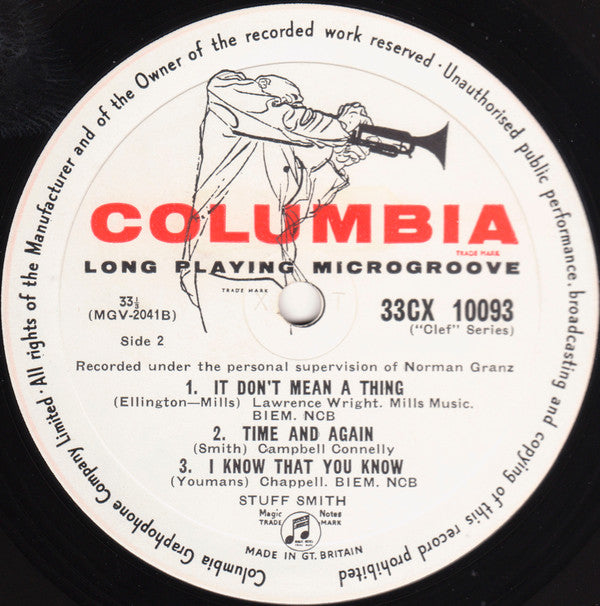 Columbia Graphophone Company Limited · All rights of the Manufacturer and of the Owner of the recorded work reserved · Unauthorised public performance, broadcasting and copying of this record prohibited
COLUMBIA
TRADE MARK
LONG PLAYING MICROGROOVE
TRADE MARK
33⅓
(MGV-2041B)
33CX 10093
("Clef" Series)
Side 2
Recorded under the personal supervision of Norman Granz
1. IT DON'T MEAN A THING
(Ellington—Mills) Lawrence Wright. Mills Music.
BIEM. NCB
2. TIME AND AGAIN
(Smith) Campbell Connelly
3. I KNOW THAT YOU KNOW
(Youmans) Chappell. BIEM. NCB
STUFF SMITH
Magic Notes
TRADE MARK
MADE IN GT. BRITAIN